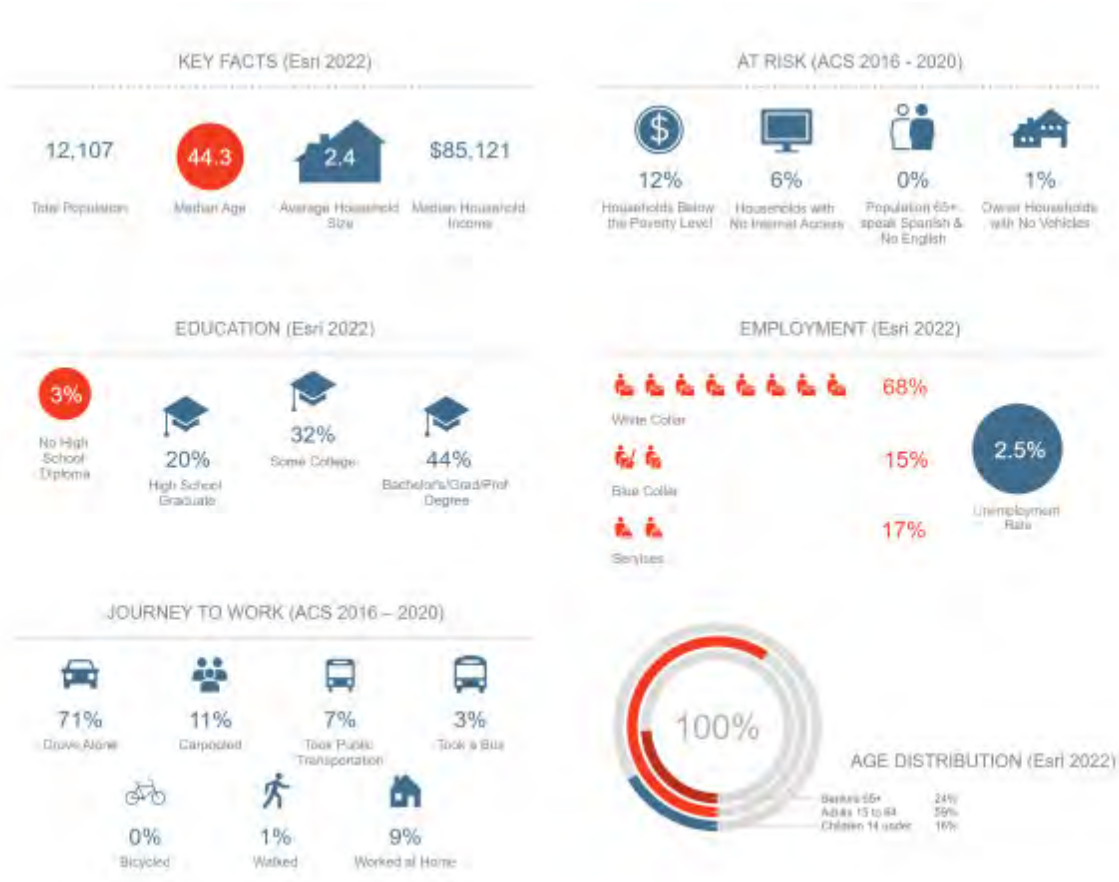 KEY FACTS (Esri 2022)
12,107
Total Population
44.3
Median Age
2.4
Average Household
Size
$85,121
Median Household
Income
AT RISK (ACS 2016 - 2020)
12%
Households Below
the Poverty Level
6%
Households with
No Internet Access
0%
Population 65+
speak Spanish &
No English
1%
Owner Households
with No Vehicles
EDUCATION (Esri 2022)
3%
No High
School
Diploma
20%
High School
Graduate
32%
Some College
44%
Bachelor's/Grad/Prof
Degree
EMPLOYMENT (Esri 2022)
68%
White Collar
15%
Blue Collar
17%
Services
2.5%
Unemployment
Rate
JOURNEY TO WORK (ACS 2016 – 2020)
71%
Drove Alone
11%
Carpooled
7%
Took Public
Transportation
3%
Took a Bus
0%
Bicycled
1%
Walked
9%
Worked at Home
100%
AGE DISTRIBUTION (Esri 2022)
Seniors 65+ 24%
Adults 15 to 64 59%
Children 14 under 16%